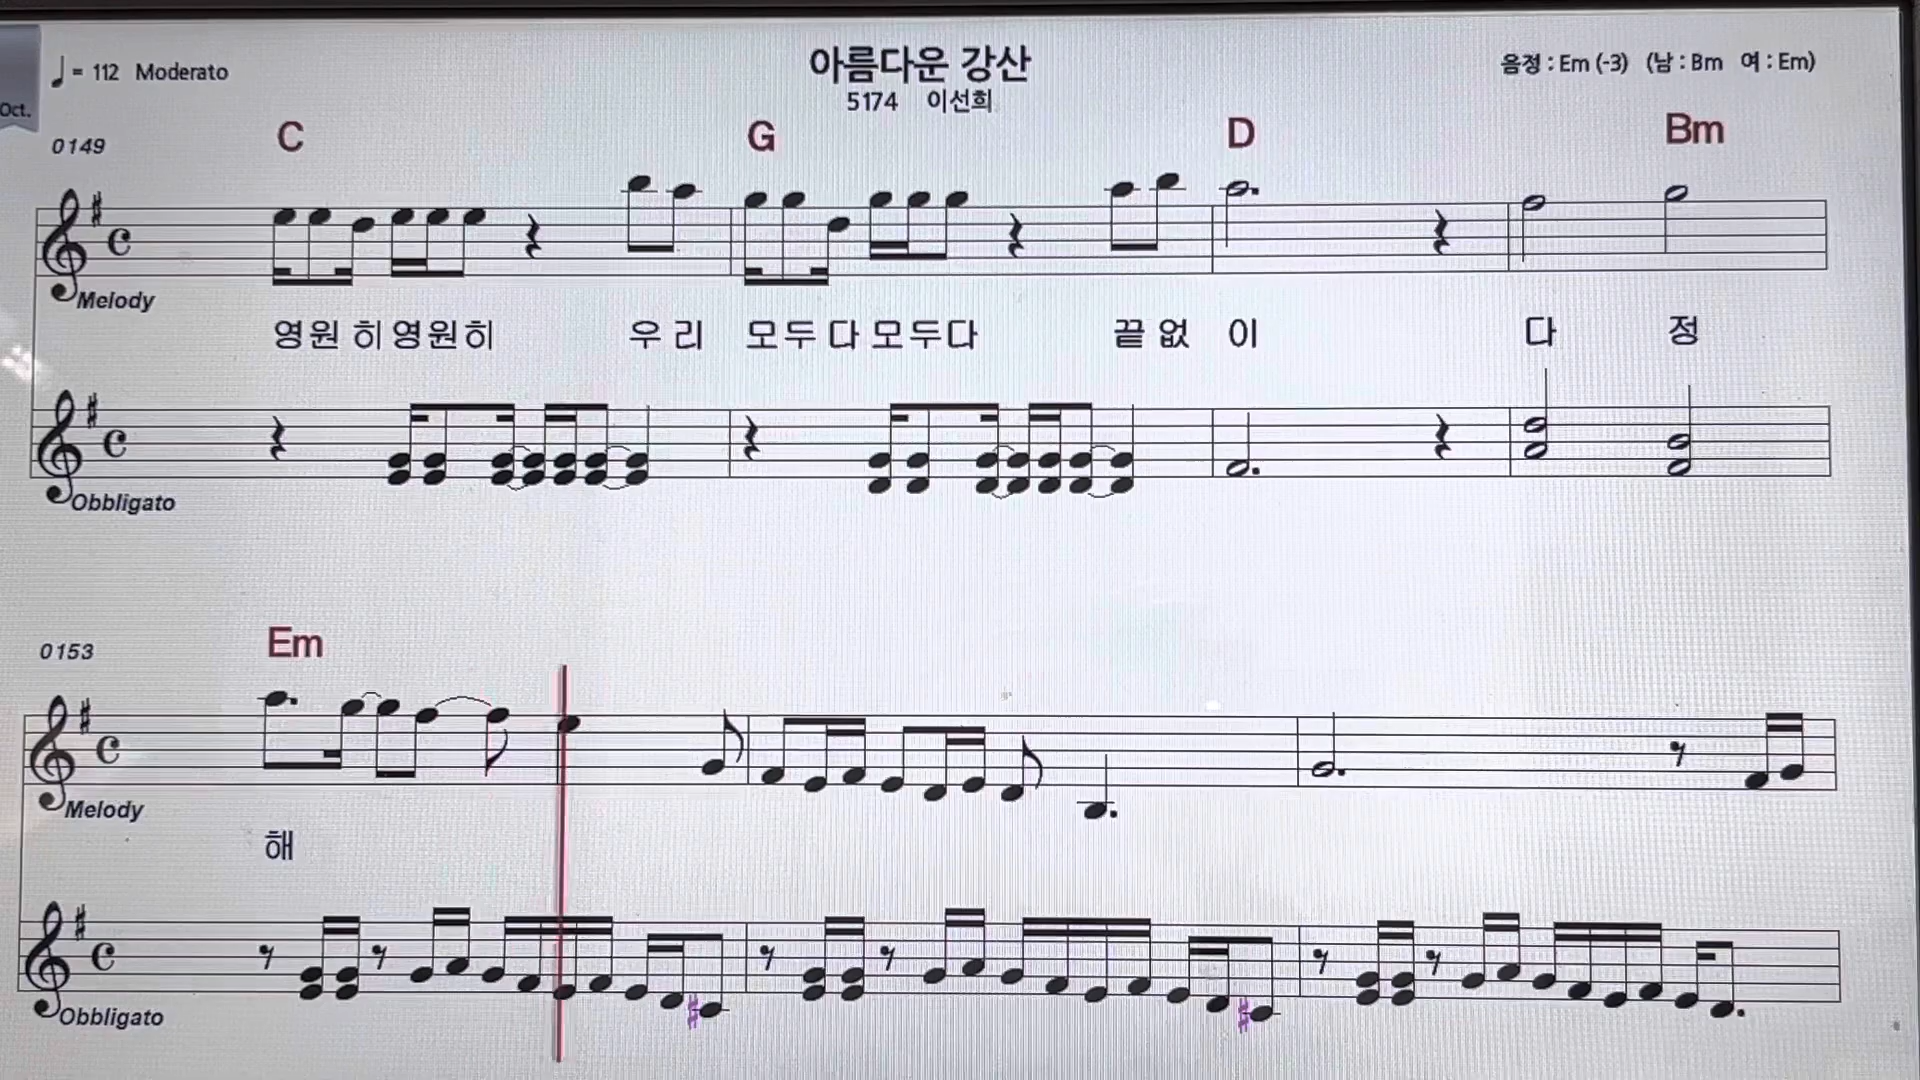 ♩= 112 Moderato
아름다운 강산
음정 : Em (-3) (남 : Bm 여 : Em)
5174 이선희
Oct.
0149
C G D Bm
Melody
영원 히 영원히 우 리 모두 다 모두다 끝 없 이 다 정
Obbligato
0153
Em
Melody
해
Obbligato